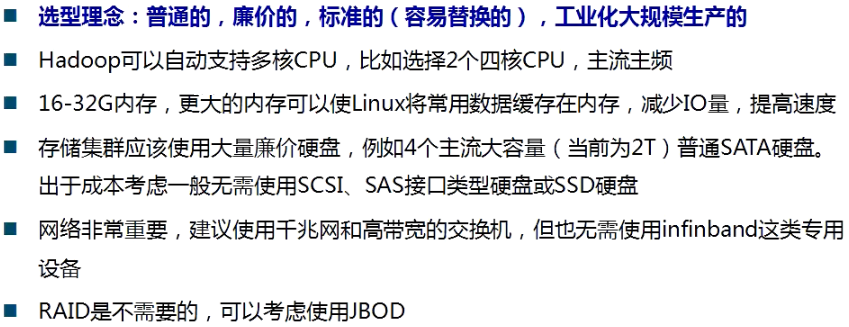 选型理念：普通的，廉价的，标准的（容易替换的），工业化大规模生产的
Hadoop可以自动支持多核CPU，比如选择2个四核CPU，主流主频
16-32G内存，更大的内存可以使Linux将常用数据缓存在内存，减少IO量，提高速度
存储集群应该使用大量廉价硬盘，例如4个主流大容量（当前为2T）普通SATA硬盘。
出于成本考虑一般无需使用SCSI、SAS接口类型硬盘或SSD硬盘
网络非常重要，建议使用千兆网和高带宽的交换机，但也无需使用infinband这类专用
设备
RAID是不需要的，可以考虑使用JBOD